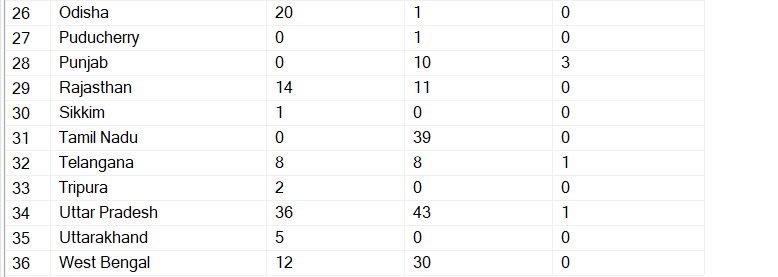 26 Odisha 20 1 0
27 Puducherry 0 1 0
28 Punjab 0 10 3
29 Rajasthan 14 11 0
30 Sikkim 1 0 0
31 Tamil Nadu 0 39 0
32 Telangana 8 8 1
33 Tripura 2 0 0
34 Uttar Pradesh 36 43 1
35 Uttarakhand 5 0 0
36 West Bengal 12 30 0